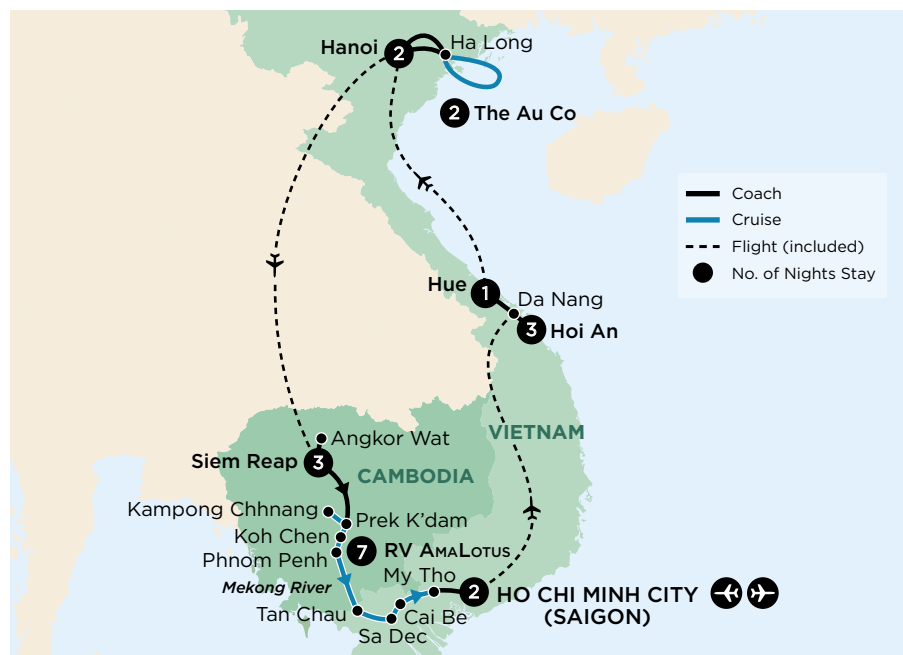 Hanoi
2
Ha Long
2
The Au Co
Coach
Cruise
Flight (included)
No. of Nights Stay
Hue
1
Da Nang
3
Hoi An
VIETNAM
Angkor Wat
Siem Reap
3
CAMBODIA
Kampong Chhnang
Prek K’dam
Koh Chen
7
RV AMALOTUS
Phnom Penh
My Tho
Mekong River
2
HO CHI MINH CITY
(SAIGON)
Tan Chau
Cai Be
Sa Dec